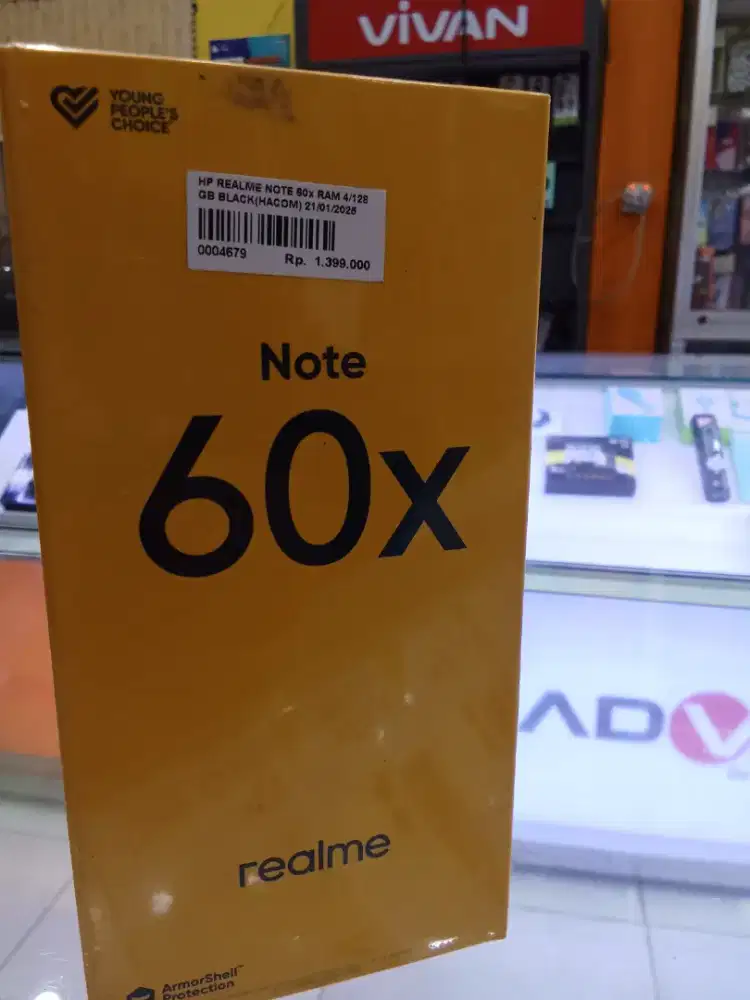 VIVAN
YOUNG
PEOPLE'S
CHOICE
HP REALME NOTE 60x RAM 4/128
GB BLACK(HACOM) 21/01/2025
0004679
Rp. 1.399.000
Note
60x
ADV
realme
ArmorShell™
Protection